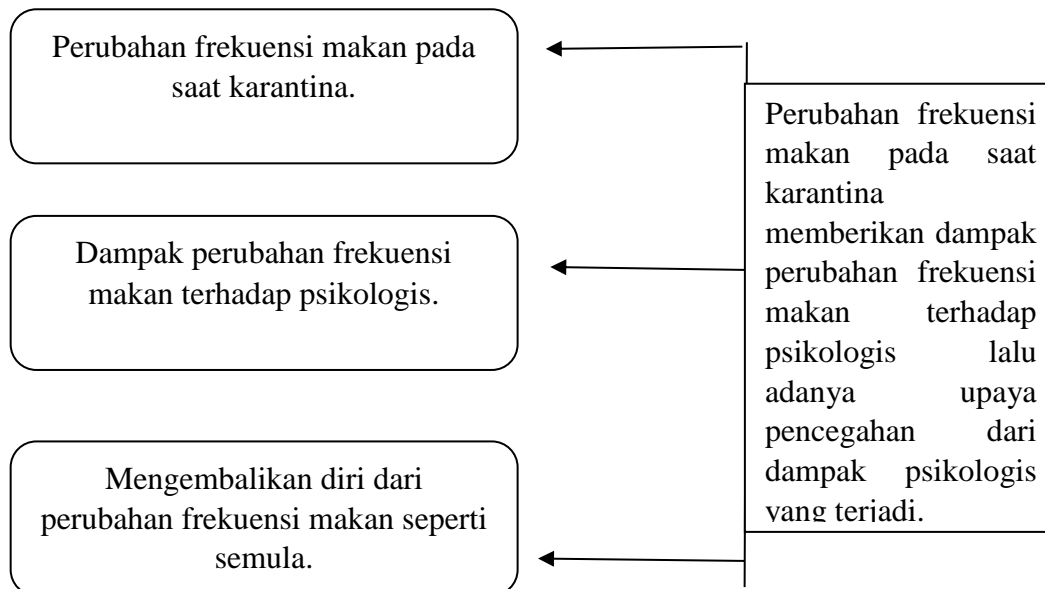 Perubahan frekuensi makan pada
saat karantina.
Dampak perubahan frekuensi
makan terhadap psikologis.
Mengembalikan diri dari
perubahan frekuensi makan seperti
semula.
Perubahan frekuensi
makan pada saat
karantina
memberikan dampak
perubahan frekuensi
makan terhadap
psikologis lalu
adanya upaya
pencegahan dari
dampak psikologis
yang terjadi.